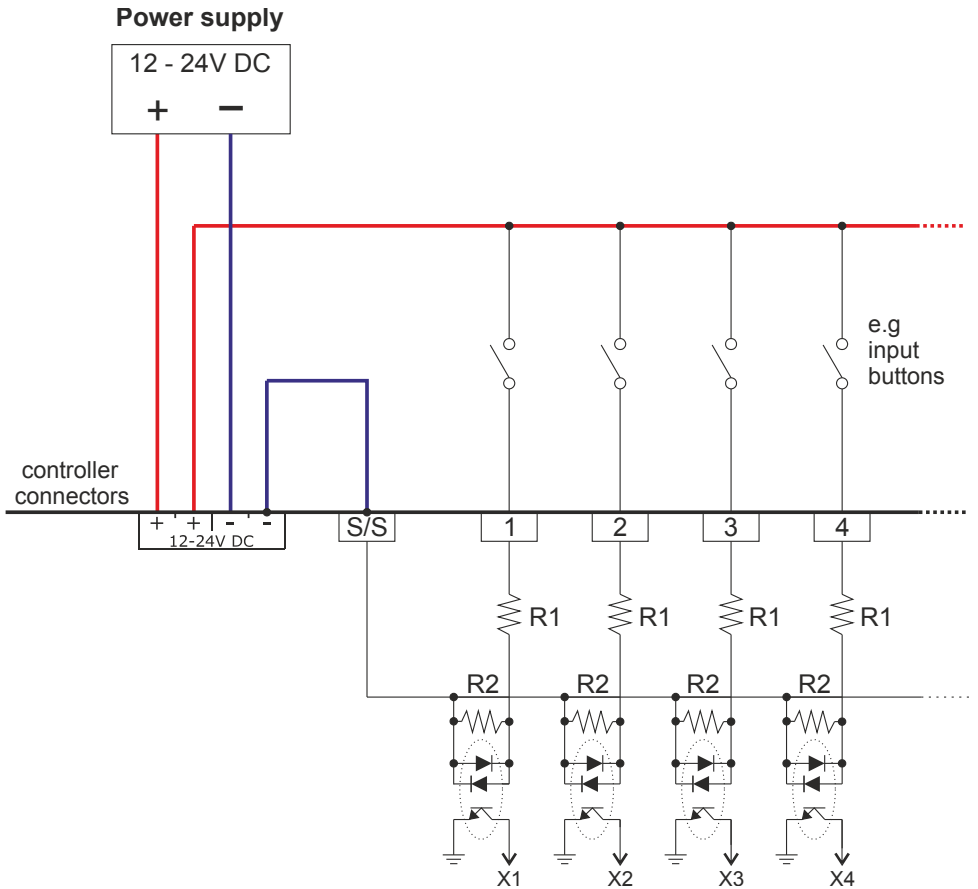 Power supply
12 - 24V DC
+ −
e.g
input
buttons
controller
connectors
+ + - -
12-24V DC
S/S
1 2 3 4
R1 R1 R1 R1
R2 R2 R2 R2
X1 X2 X3 X4